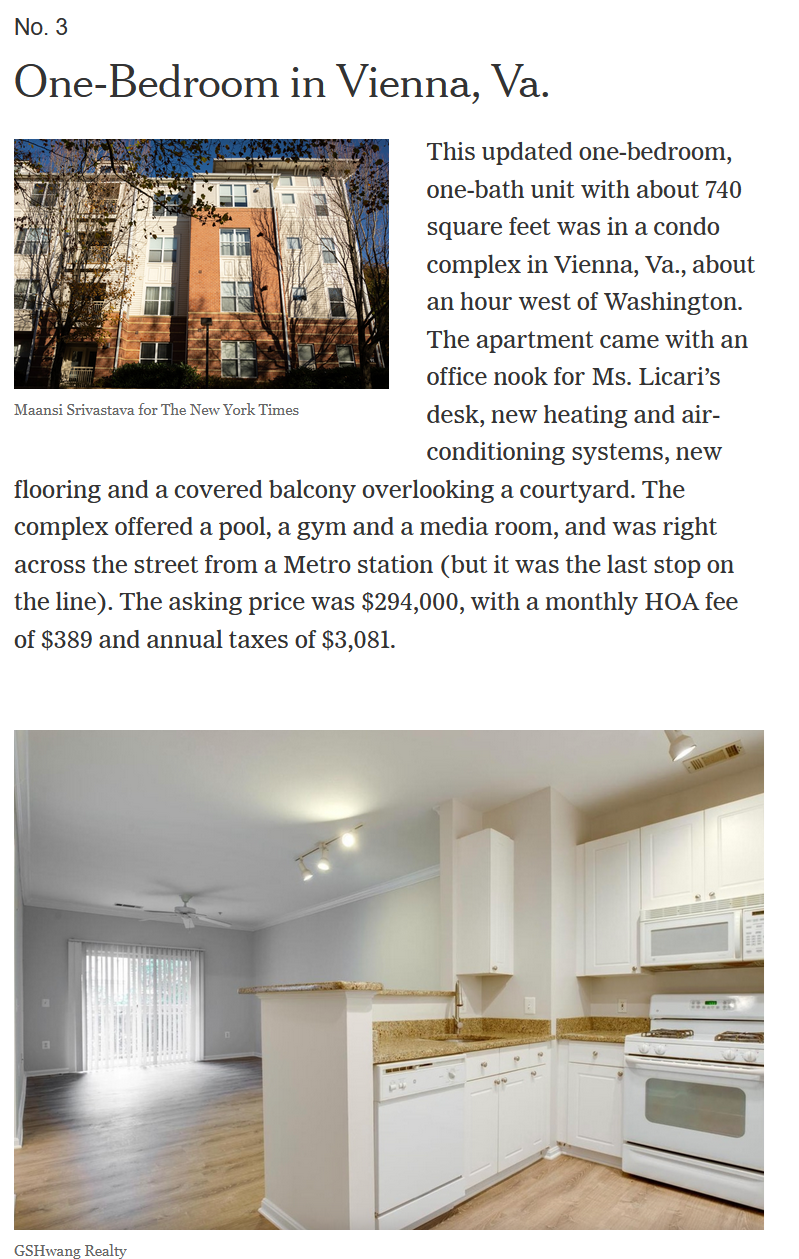 No. 3
One-Bedroom in Vienna, Va.
This updated one-bedroom,
one-bath unit with about 740
square feet was in a condo
complex in Vienna, Va., about
an hour west of Washington.
The apartment came with an
office nook for Ms. Licari’s
desk, new heating and air-
conditioning systems, new
Maansi Srivastava for The New York Times
flooring and a covered balcony overlooking a courtyard. The
complex offered a pool, a gym and a media room, and was right
across the street from a Metro station (but it was the last stop on
the line). The asking price was $294,000, with a monthly HOA fee
of $389 and annual taxes of $3,081.
GSHwang Realty